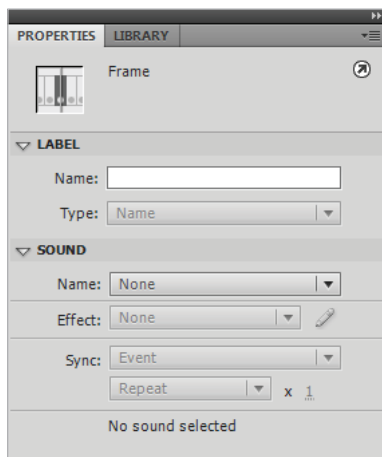 PROPERTIES LIBRARY
Frame
LABEL
Name:
Type: Name
SOUND
Name: None
Effect: None
Sync: Event
Repeat x 1
No sound selected